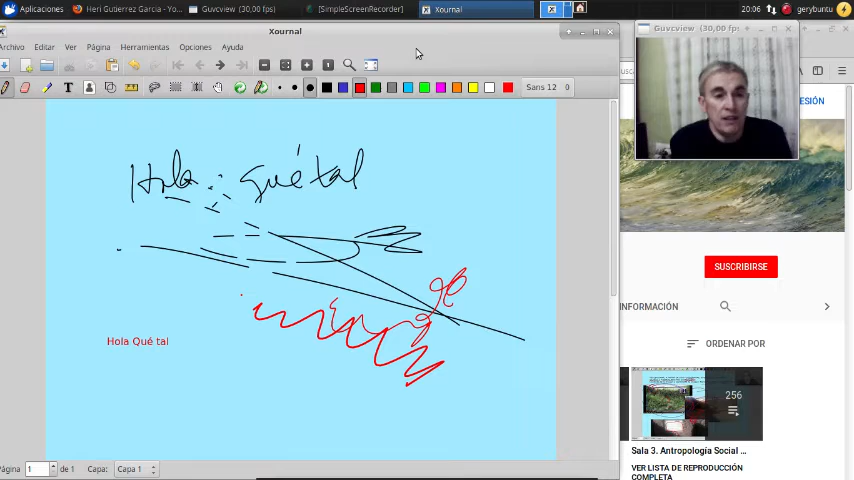 Aplicaciones
Heri Gutierrez Garcia - Yo...
Guvcview (30,00 fps)
[SimpleScreenRecorder]
Xournal
20:06
gerybuntu
Xournal
Guvcview (30,00 fps)
Archivo Editar Ver Página Herramientas Opciones Ayuda
Sans 12
ESIÓN
Hola : Qué tal
SUSCRIBIRSE
INFORMACIÓN
Hola Qué tal
ORDENAR POR
256
Sala 3. Antropología Social ...
VER LISTA DE REPRODUCCIÓN
COMPLETA
Página 1 de 1 Capa: Capa 1